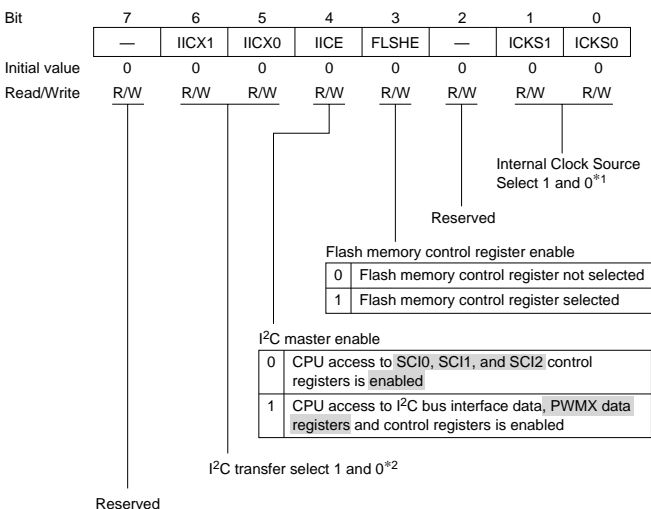 Bit 7 6 5 4 3 2 1 0
— IICX1 IICX0 IICE FLSHE — ICKS1 ICKS0
Initial value 0 0 0 0 0 0 0 0
Read/Write R/W R/W R/W R/W R/W R/W R/W R/W
Internal Clock Source
Select 1 and 0*1
Reserved
Flash memory control register enable
0 Flash memory control register not selected
1 Flash memory control register selected
I2C master enable
0 CPU access to SCI0, SCI1, and SCI2 control
registers is enabled
1 CPU access to I2C bus interface data, PWMX data
registers and control registers is enabled
I2C transfer select 1 and 0*2
Reserved